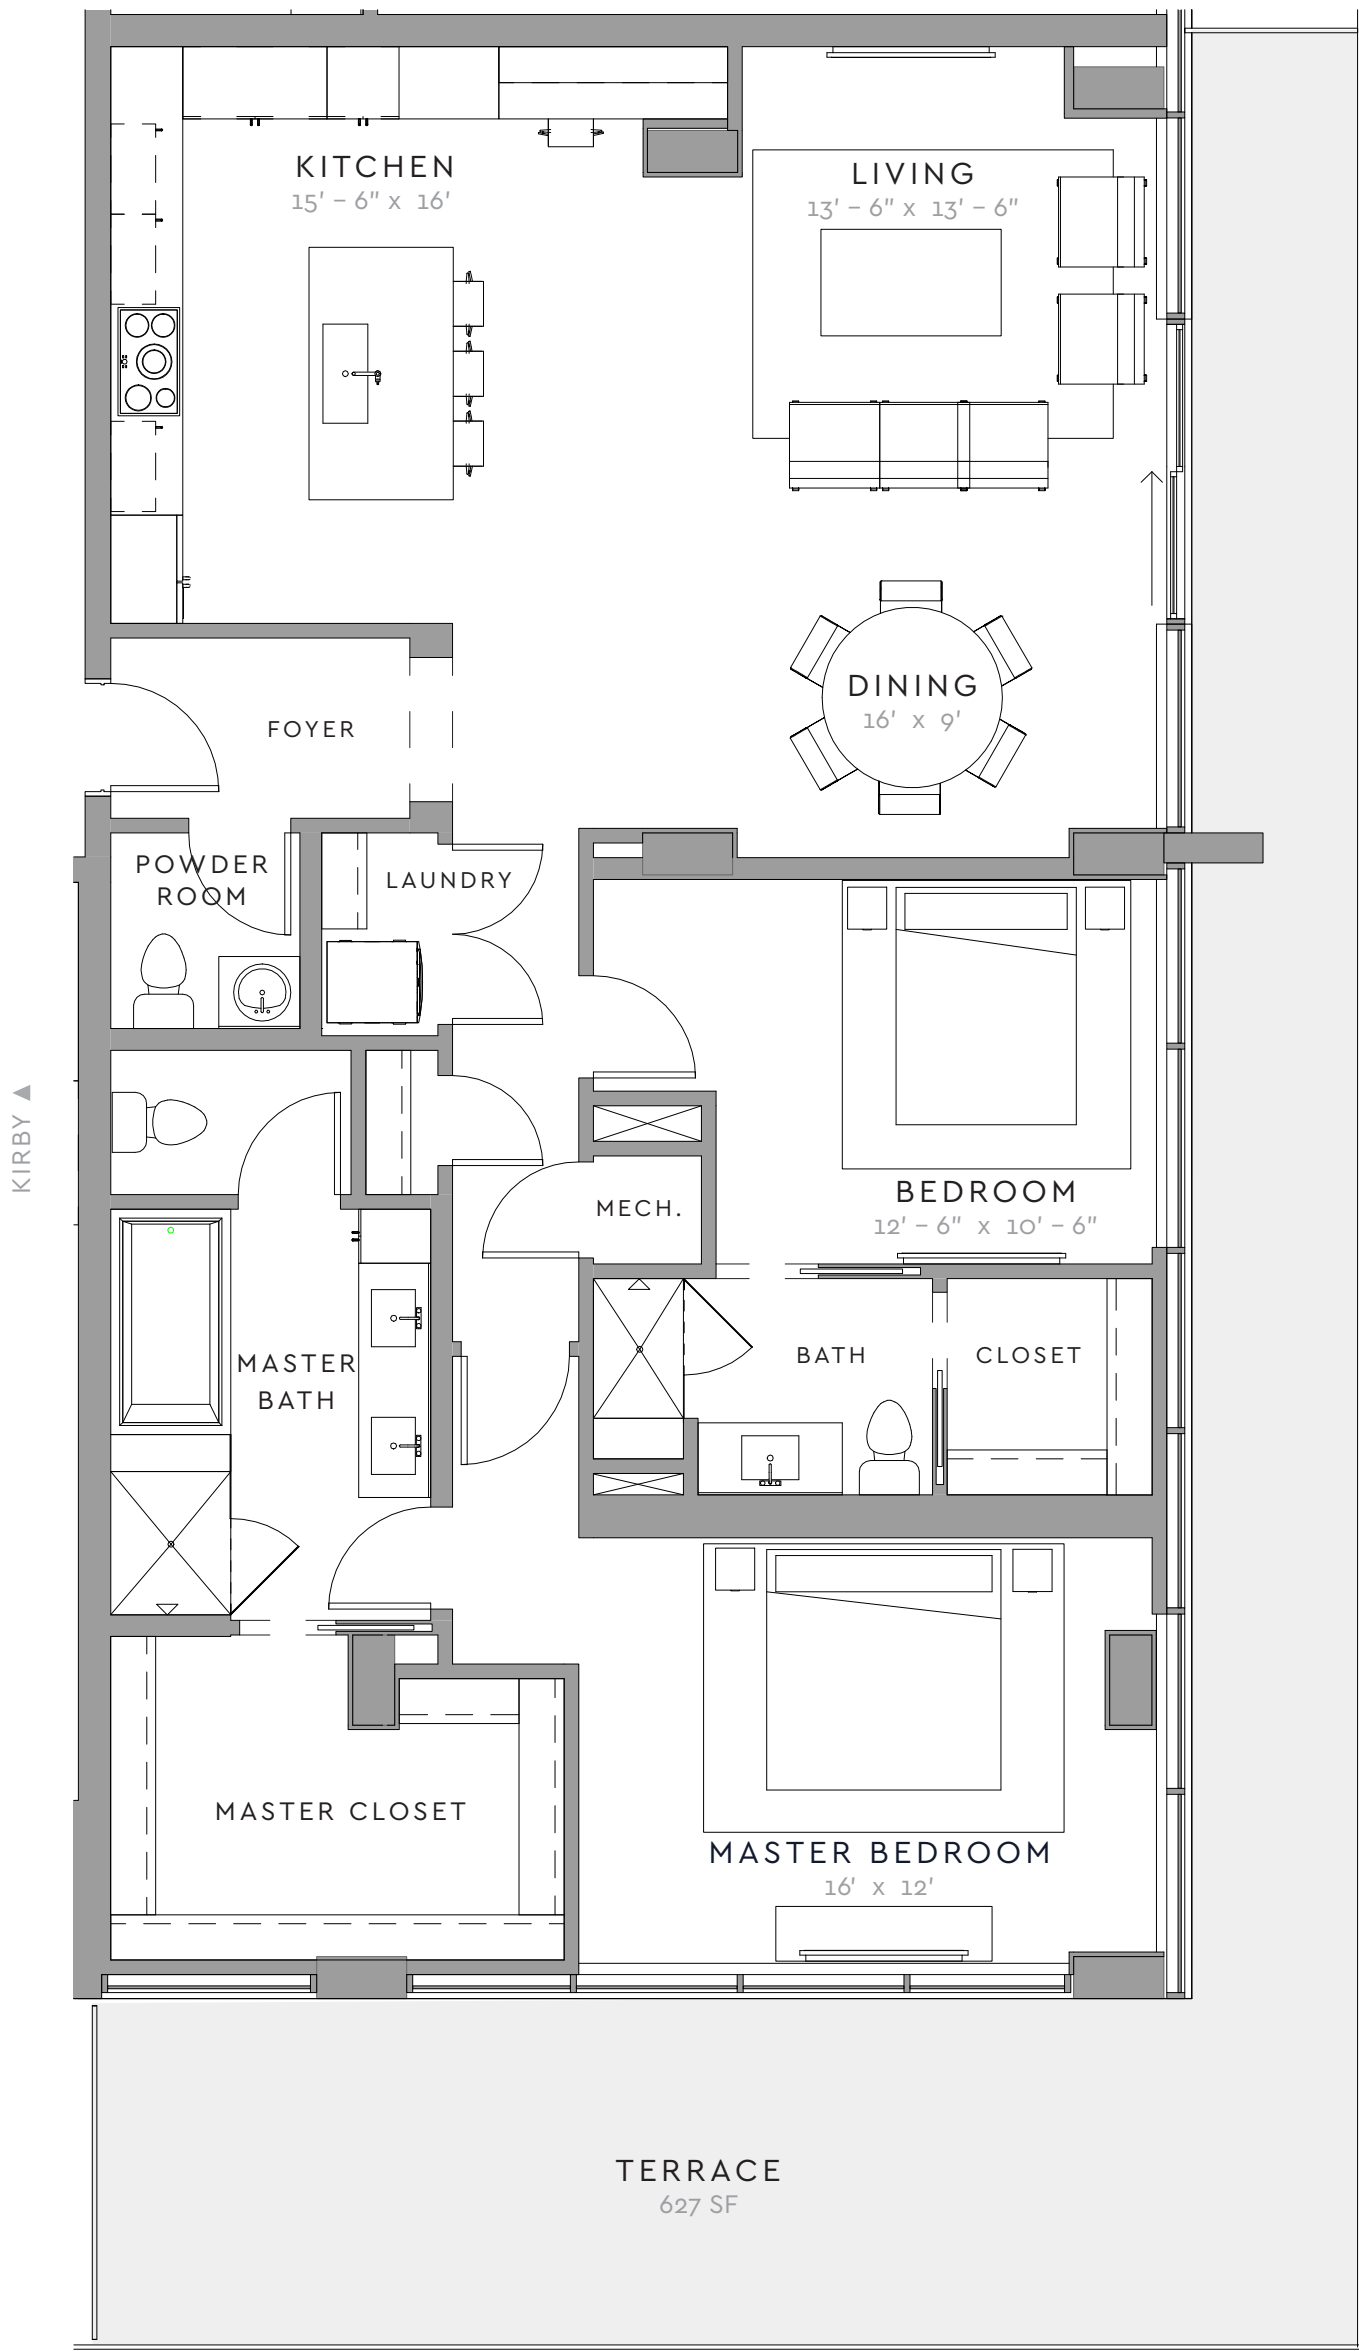 KITCHEN
15' – 6" x 16'
LIVING
13' – 6" x 13' – 6"
DINING
16' x 9'
FOYER
POWDER
ROOM
LAUNDRY
KIRBY ▲
MECH.
BEDROOM
12' – 6" x 10' – 6"
MASTER
BATH
BATH
CLOSET
MASTER CLOSET
MASTER BEDROOM
16' x 12'
TERRACE
627 SF